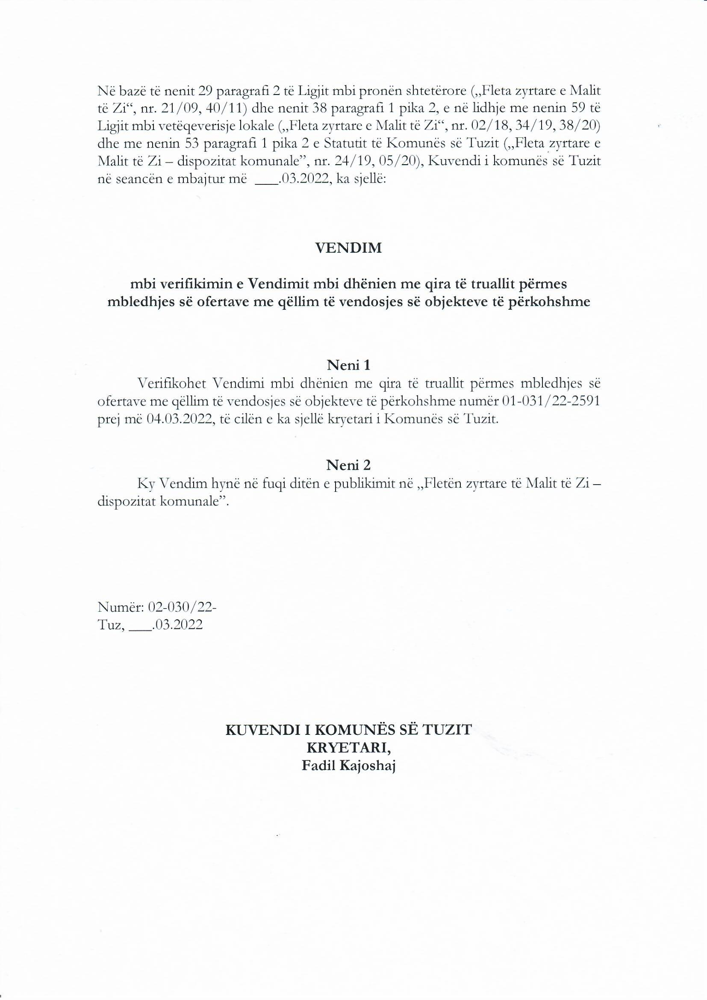 Në bazë të nenit 29 paragrafi 2 të Ligjit mbi pronën shtetërore („Fleta zyrtare e Malit
të Zi“, nr. 21/09, 40/11) dhe nenit 38 paragrafi 1 pika 2, e në lidhje me nenin 59 të
Ligjit mbi vetëqeverisje lokale („Fleta zyrtare e Malit të Zi“, nr. 02/18, 34/19, 38/20)
dhe me nenin 53 paragrafi 1 pika 2 e Statutit të Komunës së Tuzit („Fleta zyrtare e
Malit të Zi – dispozitat komunale”, nr. 24/19, 05/20), Kuvendi i komunës së Tuzit
në seancën e mbajtur më ___.03.2022, ka sjellë:
VENDIM
mbi verifikimin e Vendimit mbi dhënien me qira të truallit përmes
mbledhjes së ofertave me qëllim të vendosjes së objekteve të përkohshme
Neni 1
Verifikohet Vendimi mbi dhënien me qira të truallit përmes mbledhjes së
ofertave me qëllim të vendosjes së objekteve të përkohshme numër 01-031/22-2591
prej më 04.03.2022, të cilën e ka sjellë kryetari i Komunës së Tuzit.
Neni 2
Ky Vendim hynë në fuqi ditën e publikimit në „Fletën zyrtare të Malit të Zi –
dispozitat komunale”.
Numër: 02-030/22-
Tuz, ___.03.2022
KUVENDI I KOMUNËS SË TUZIT
KRYETARI,
Fadil Kajoshaj